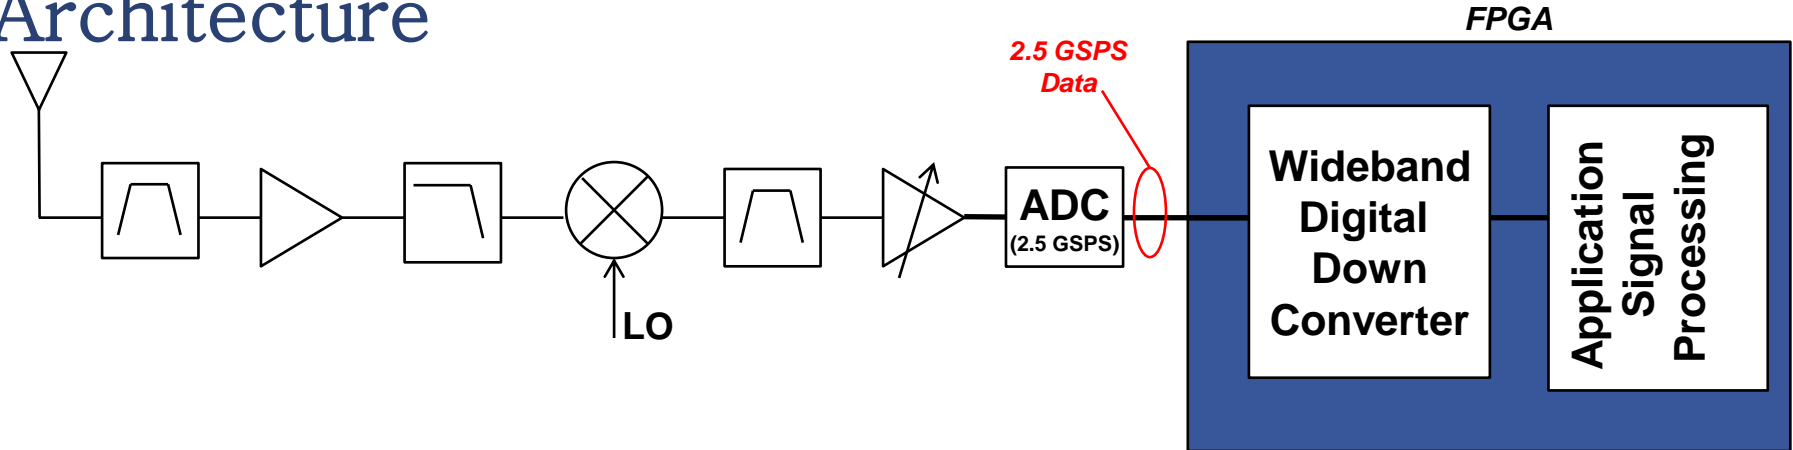 Architecture
FPGA
2.5 GSPS
Data
ADC
(2.5 GSPS)
LO
Wideband
Digital
Down
Converter
Application
Signal
Processing